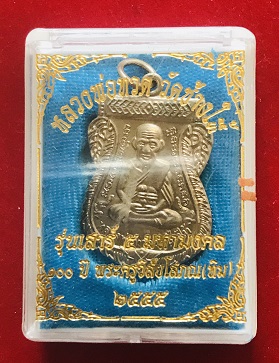 หลวงพ่อทวด วัดช้างให้
รุ่นเสาร์ ๕ มหามงคล
๑๐๐ ปี พระครูวิสัยโสภณ(ทิม)
๒๕๕๕